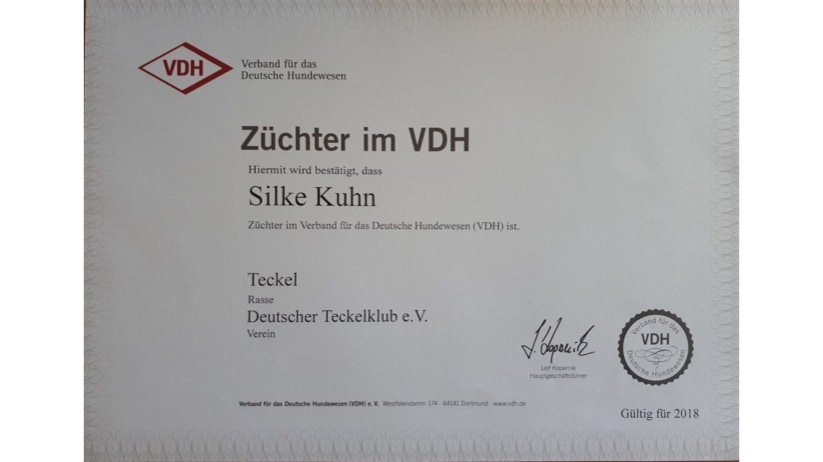 VDH
Verband für das
Deutsche Hundewesen
Züchter im VDH
Hiermit wird bestätigt, dass
Silke Kuhn
Züchter im Verband für das Deutsche Hundewesen (VDH) ist.
Teckel
Rasse
Deutscher Teckelklub e.V.
Verein
L. Kopernik
Leif Kopernik
Hauptgeschäftsführer
Verband für das
VDH
Deutsche Hundewesen
Verband für das Deutsche Hundewesen (VDH) e. V. Westfalendamm 174 · 44141 Dortmund · www.vdh.de
Gültig für 2018